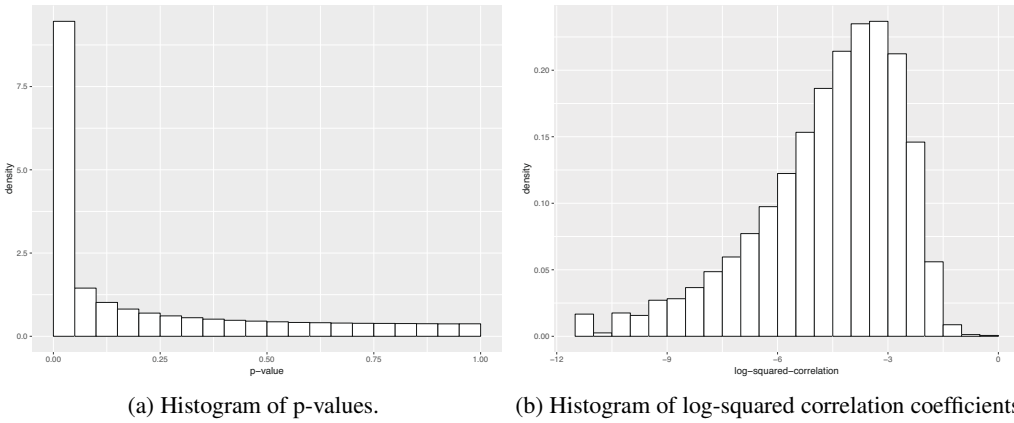 density
7.5
5.0
2.5
0.0
0.00 0.25 0.50 0.75 1.00
p-value
(a) Histogram of p-values.
density
0.20
0.15
0.10
0.05
0.00
-12 -9 -6 -3 0
log-squared-correlation
(b) Histogram of log-squared correlation coefficients